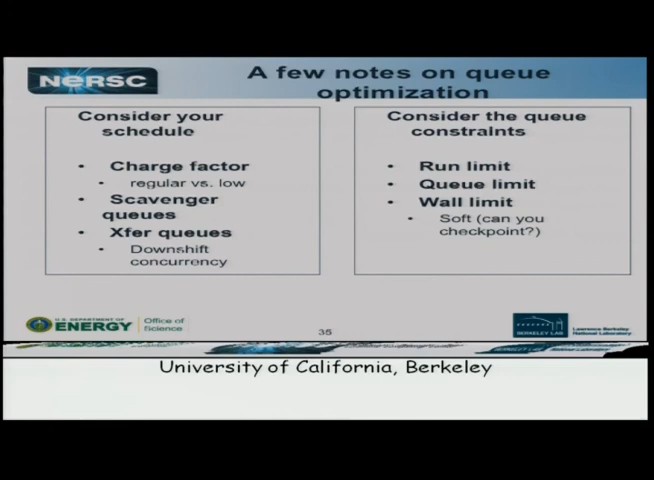 NERSC
A few notes on queue
optimization
Consider your
schedule
• Charge factor
• regular vs. low
• Scavenger
queues
• Xfer queues
• Downshift
concurrency
Consider the queue
constraints
• Run limit
• Queue limit
• Wall limit
• Soft (can you
checkpoint?)
U.S. DEPARTMENT OF
ENERGY
Office of
Science
35
BERKELEY LAB
Lawrence Berkeley
National Laboratory
University of California, Berkeley